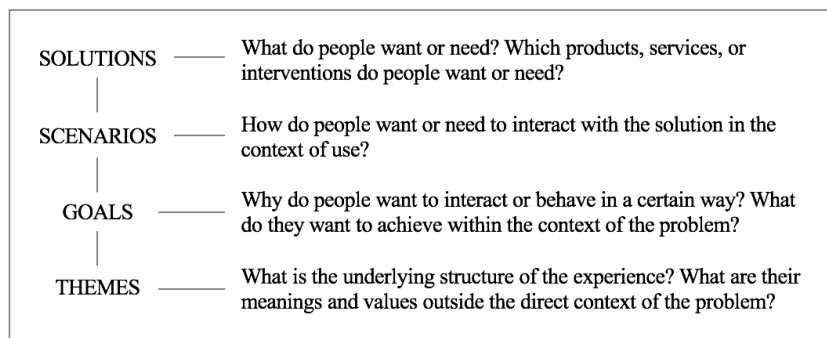 SOLUTIONS
What do people want or need? Which products, services, or
interventions do people want or need?
SCENARIOS
How do people want or need to interact with the solution in the
context of use?
GOALS
Why do people want to interact or behave in a certain way? What
do they want to achieve within the context of the problem?
THEMES
What is the underlying structure of the experience? What are their
meanings and values outside the direct context of the problem?